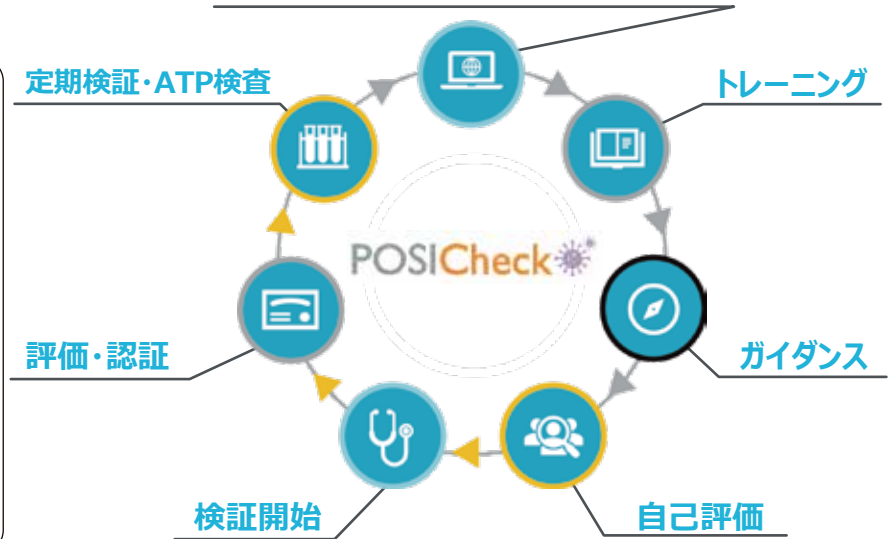 定期検証・ATP検査
トレーニング
POSICheck
評価・認証
ガイダンス
検証開始
自己評価